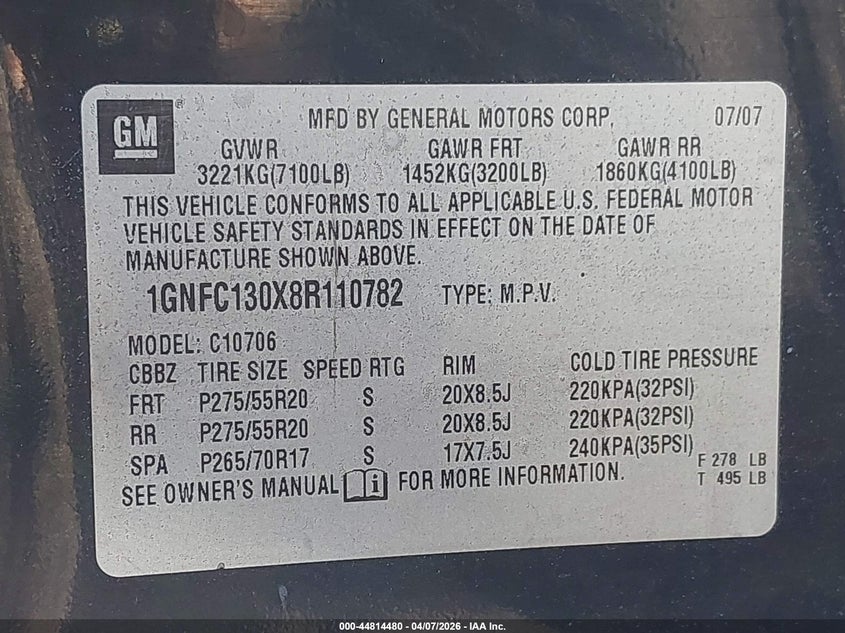 GM
MFD BY GENERAL MOTORS CORP. 07/07
GVWR GAWR FRT GAWR RR
3221KG(7100LB) 1452KG(3200LB) 1860KG(4100LB)
THIS VEHICLE CONFORMS TO ALL APPLICABLE U.S. FEDERAL MOTOR
VEHICLE SAFETY STANDARDS IN EFFECT ON THE DATE OF
MANUFACTURE SHOWN ABOVE.
1GNFC130X8R110782 TYPE: M.P.V.
MODEL: C10706
CBBZ TIRE SIZE SPEED RTG RIM COLD TIRE PRESSURE
FRT P275/55R20 S 20X8.5J 220KPA(32PSI)
RR P275/55R20 S 20X8.5J 220KPA(32PSI)
SPA P265/70R17 S 17X7.5J 240KPA(35PSI)
F 278 LB
T 495 LB
SEE OWNER'S MANUAL i FOR MORE INFORMATION.
000-44814480 - 04/07/2026 - IAA Inc.